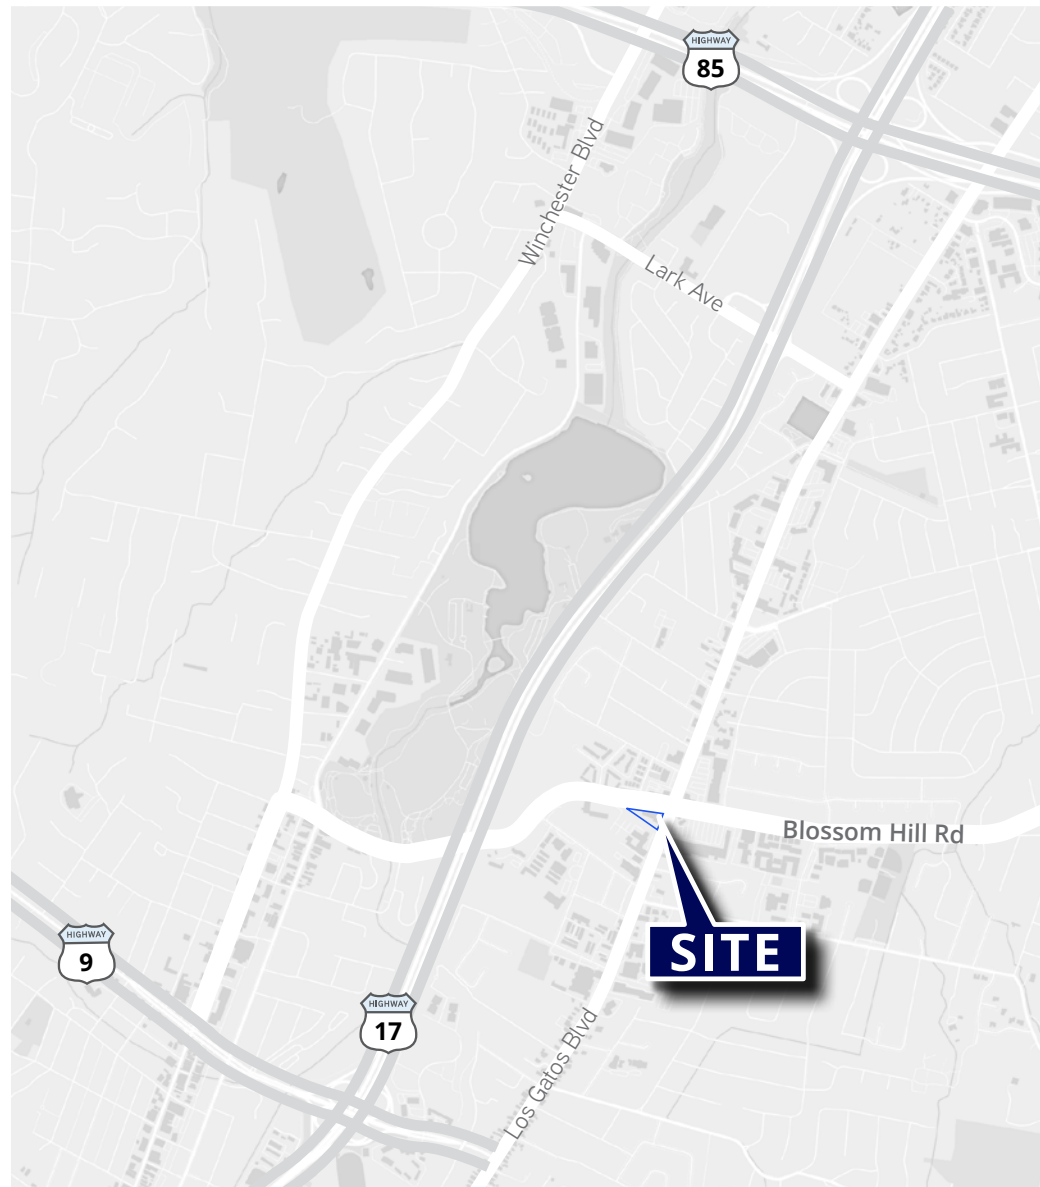 HIGHWAY
85
Winchester Blvd
Lark Ave
Blossom Hill Rd
SITE
HIGHWAY
9
HIGHWAY
17
Los Gatos Blvd